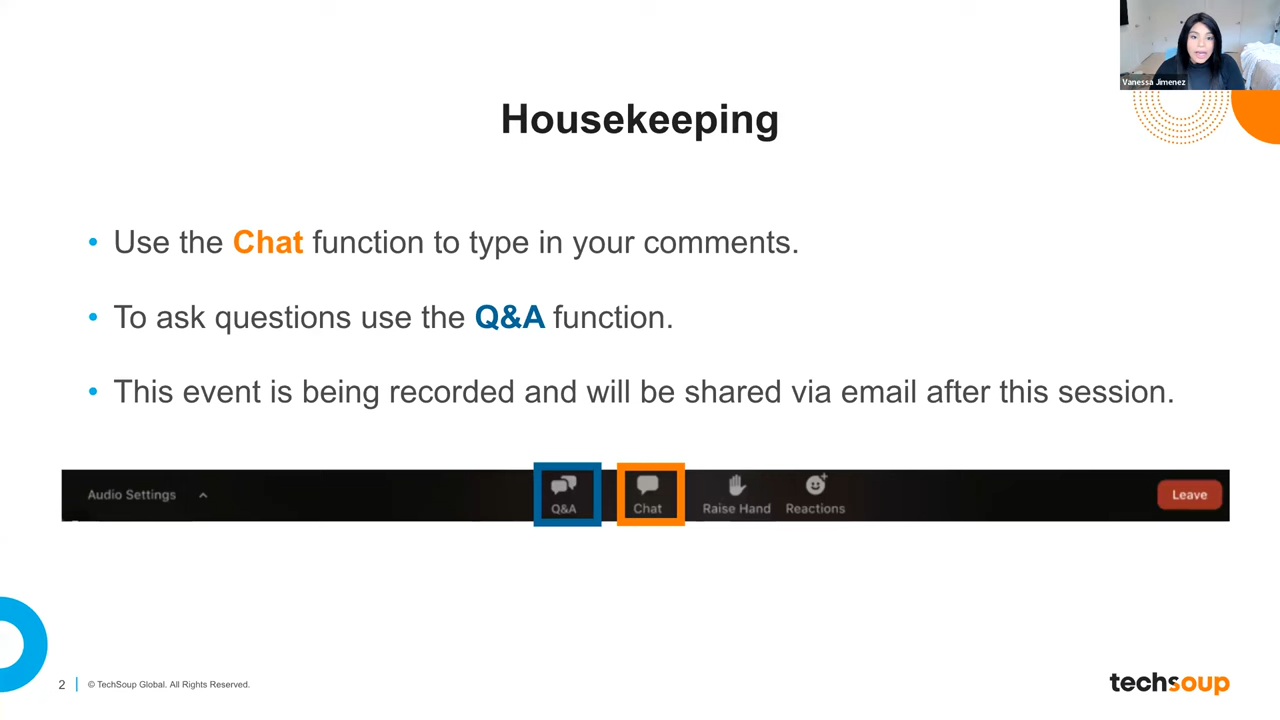 Vanessa Jimenez
Housekeeping
• Use the Chat function to type in your comments.
• To ask questions use the Q&A function.
• This event is being recorded and will be shared via email after this session.
Audio Settings
Q&A
Chat
Raise Hand
Reactions
Leave
2
© TechSoup Global. All Rights Reserved.
techsoup